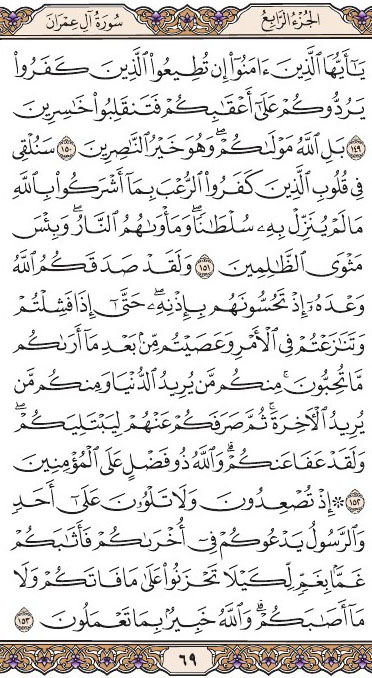 الجزء الرابع سورة آل عمران
يَٰٓأَيُّهَا ٱلَّذِينَ ءَامَنُوٓا۟ إِن تُطِيعُوا۟ ٱلَّذِينَ كَفَرُوا۟
يَرُدُّوكُمْ عَلَىٰٓ أَعْقَٰبِكُمْ فَتَنقَلِبُوا۟ خَٰسِرِينَ
١٤٩ بَلِ ٱللَّهُ مَوْلَىٰكُمْ ۖ وَهُوَ خَيْرُ ٱلنَّٰصِرِينَ ١٥٠ سَنُلْقِى
فِى قُلُوبِ ٱلَّذِينَ كَفَرُوا۟ ٱلرُّعْبَ بِمَآ أَشْرَكُوا۟ بِٱللَّهِ
مَا لَمْ يُنَزِّلْ بِهِۦ سُلْطَٰنًا ۖ وَمَأْوَىٰهُمُ ٱلنَّارُ ۚ وَبِئْسَ
مَثْوَى ٱلظَّٰلِمِينَ ١٥١ وَلَقَدْ صَدَقَكُمُ ٱللَّهُ
وَعْدَهُۥٓ إِذْ تَحُسُّونَهُم بِإِذْنِهِۦ ۖ حَتَّىٰٓ إِذَا فَشِلْتُمْ
وَتَنَٰزَعْتُمْ فِى ٱلْأَمْرِ وَعَصَيْتُم مِّنۢ بَعْدِ مَآ أَرَىٰكُم
مَّا تُحِبُّونَ ۚ مِنكُم مَّن يُرِيدُ ٱلدُّنْيَا وَمِنكُم مَّن
يُرِيدُ ٱلْءَاخِرَةَ ۚ ثُمَّ صَرَفَكُمْ عَنْهُمْ لِيَبْتَلِيَكُمْ ۖ
وَلَقَدْ عَفَا عَنكُمْ ۗ وَٱللَّهُ ذُو فَضْلٍ عَلَى ٱلْمُؤْمِنِينَ
١٥٢ ۞ إِذْ تُصْعِدُونَ وَلَا تَلْوُۥنَ عَلَىٰٓ أَحَدٍ
وَٱلرَّسُولُ يَدْعُوكُمْ فِىٓ أُخْرَىٰكُمْ فَأَثَٰبَكُمْ
غَمًّۢا بِغَمٍّ لِّكَيْلَا تَحْزَنُوا۟ عَلَىٰ مَا فَاتَكُمْ وَلَا
مَآ أَصَٰبَكُمْ ۗ وَٱللَّهُ خَبِيرٌۢ بِمَا تَعْمَلُونَ ١٥٣
٦٩